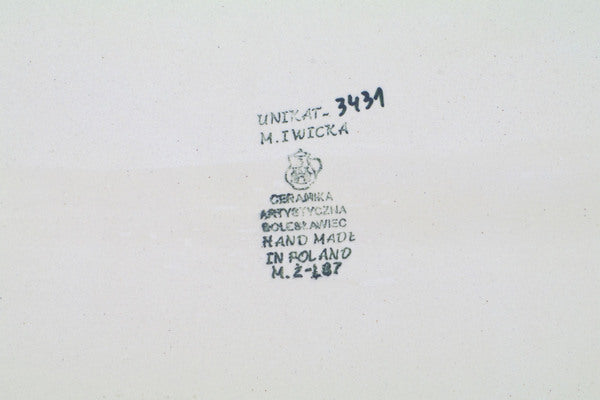 UNIKAT- 3431
M. IWICKA
CERAMIKA
ARTYSTYCZNA
BOLESŁAWIEC
HAND MADE
IN POLAND
M. Z-187